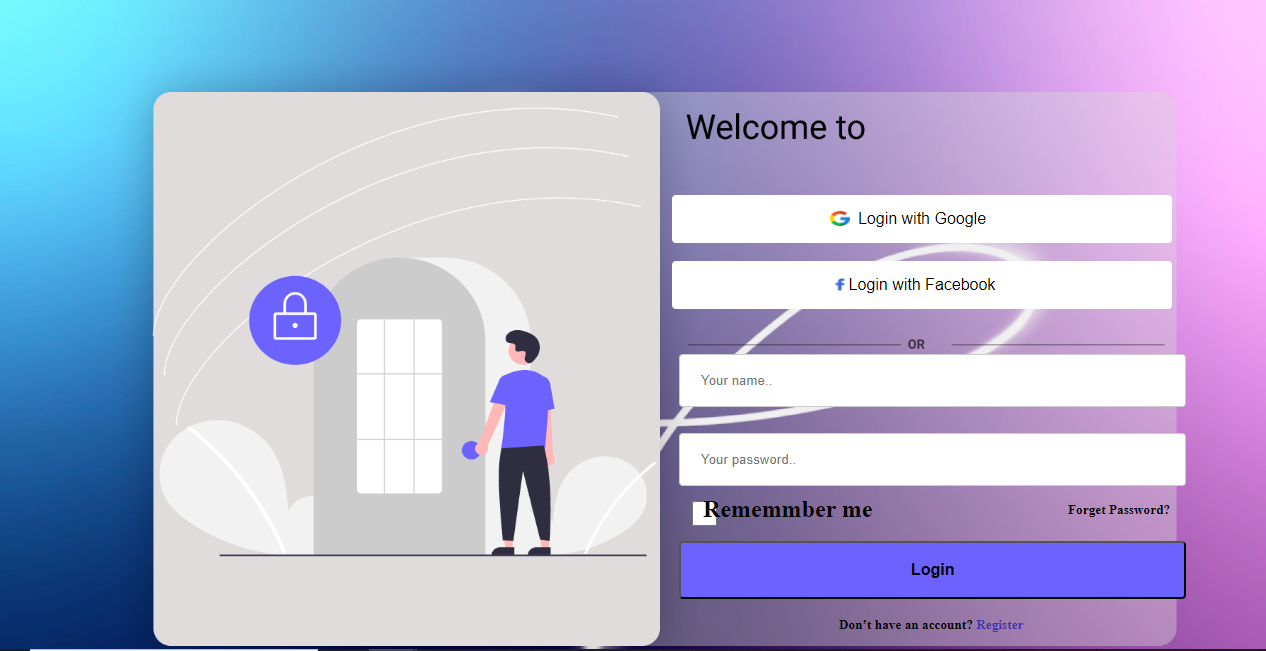 Welcome to
Login with Google
Login with Facebook
OR
Your name..
Your password..
Rememmber me
Forget Password?
Login
Don't have an account? Register